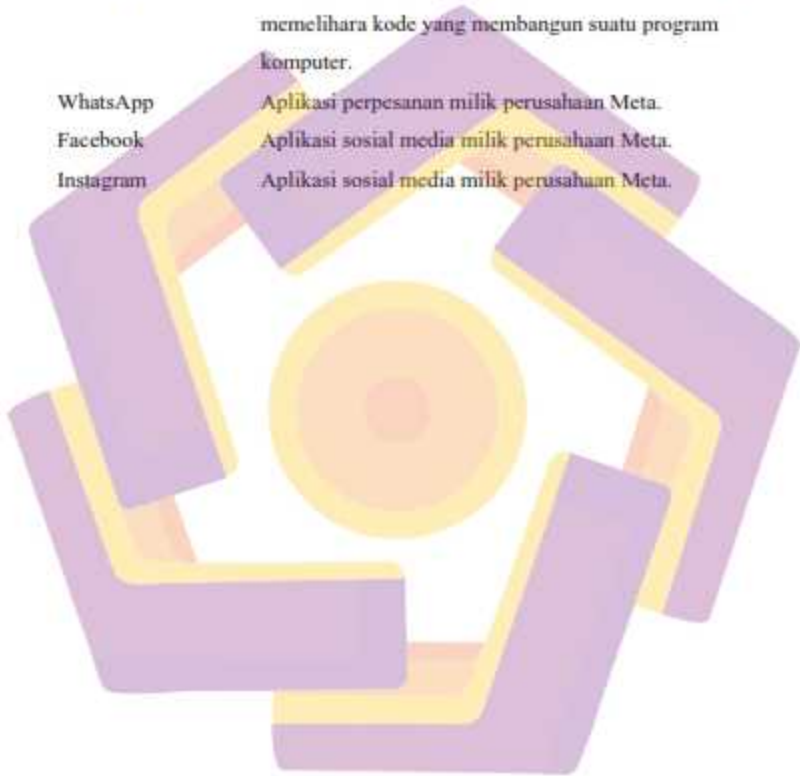 memelihara kode yang membangun suatu program
komputer.
WhatsApp Aplikasi perpesanan milik perusahaan Meta.
Facebook Aplikasi sosial media milik perusahaan Meta.
Instagram Aplikasi sosial media milik perusahaan Meta.